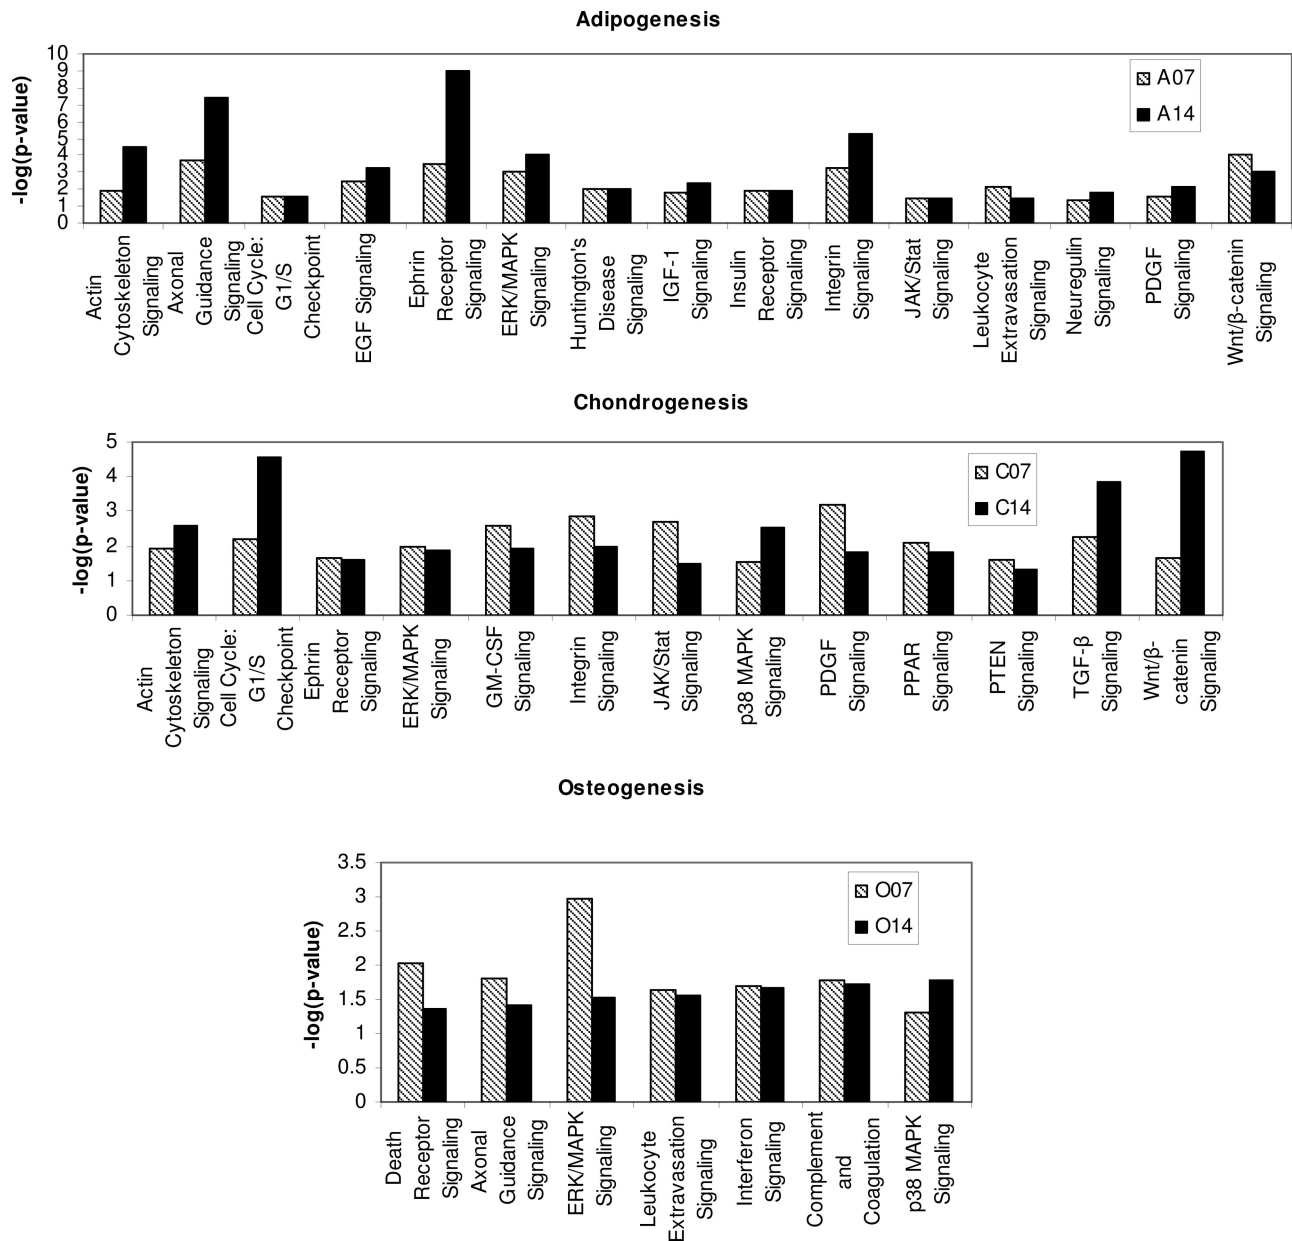 Adipogenesis
-log(p-value)
10
9
8
7
6
5
4
3
2
1
0
A07
A14
Actin
Cytoskeleton
Signaling
Axonal
Guidance
Signaling
Cell Cycle:
G1/S
Checkpoint
EGF Signaling
Ephrin
Receptor
Signaling
ERK/MAPK
Signaling
Huntington's
Disease
Signaling
IGF-1
Signaling
Insulin
Receptor
Signaling
Integrin
Signaling
JAK/Stat
Signaling
Leukocyte
Extravasation
Signaling
Neuregulin
Signaling
PDGF
Signaling
Wnt/β-catenin
Signaling
Chondrogenesis
-log(p-value)
5
4
3
2
1
0
C07
C14
Actin
Cytoskeleton
Signaling
Cell Cycle:
G1/S
Checkpoint
Ephrin
Receptor
Signaling
ERK/MAPK
Signaling
GM-CSF
Signaling
Integrin
Signaling
JAK/Stat
Signaling
p38 MAPK
Signaling
PDGF
Signaling
PPAR
Signaling
PTEN
Signaling
TGF-β
Signaling
Wnt/β-
catenin
Signaling
Osteogenesis
-log(p-value)
3.5
3
2.5
2
1.5
1
0.5
0
O07
O14
Death
Receptor
Signaling
Axonal
Guidance
Signaling
ERK/MAPK
Signaling
Leukocyte
Extravasation
Signaling
Interferon
Signaling
Complement
and
Coagulation
p38 MAPK
Signaling